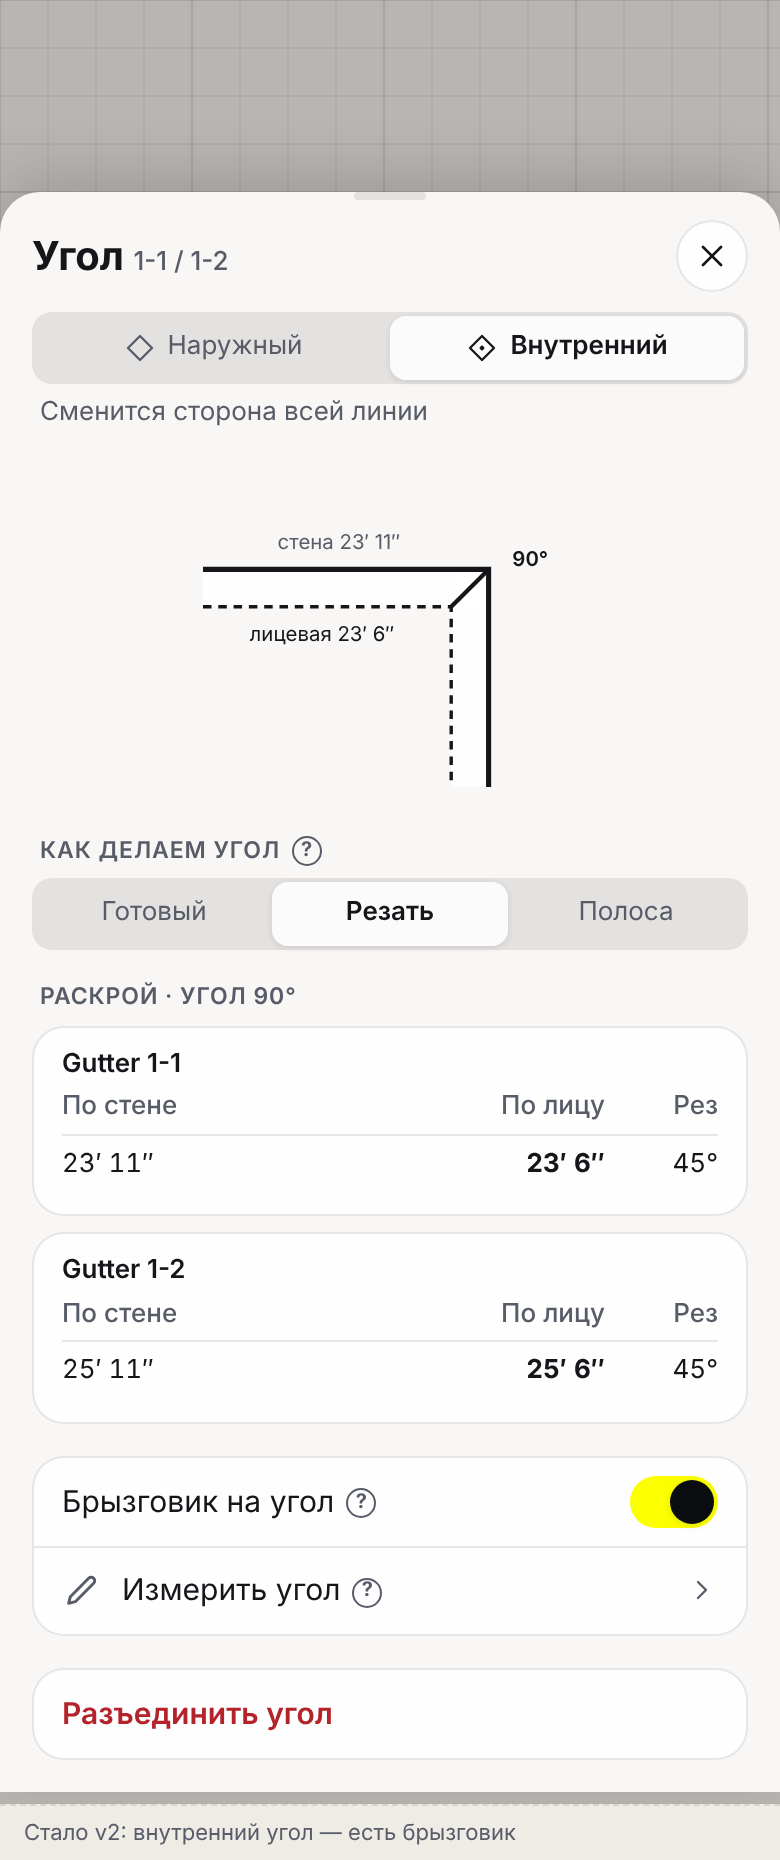 Угол 1-1 / 1-2
Наружный
Внутренний
Сменится сторона всей линии
стена 23′ 11″
90°
лицевая 23′ 6″
КАК ДЕЛАЕМ УГОЛ ?
Готовый
Резать
Полоса
РАСКРОЙ · УГОЛ 90°
Gutter 1-1
По стене По лицу Рез
23′ 11″ 23′ 6″ 45°
Gutter 1-2
По стене По лицу Рез
25′ 11″ 25′ 6″ 45°
Брызговик на угол ?
Измерить угол ?
Разъединить угол
Стало v2: внутренний угол — есть брызговик